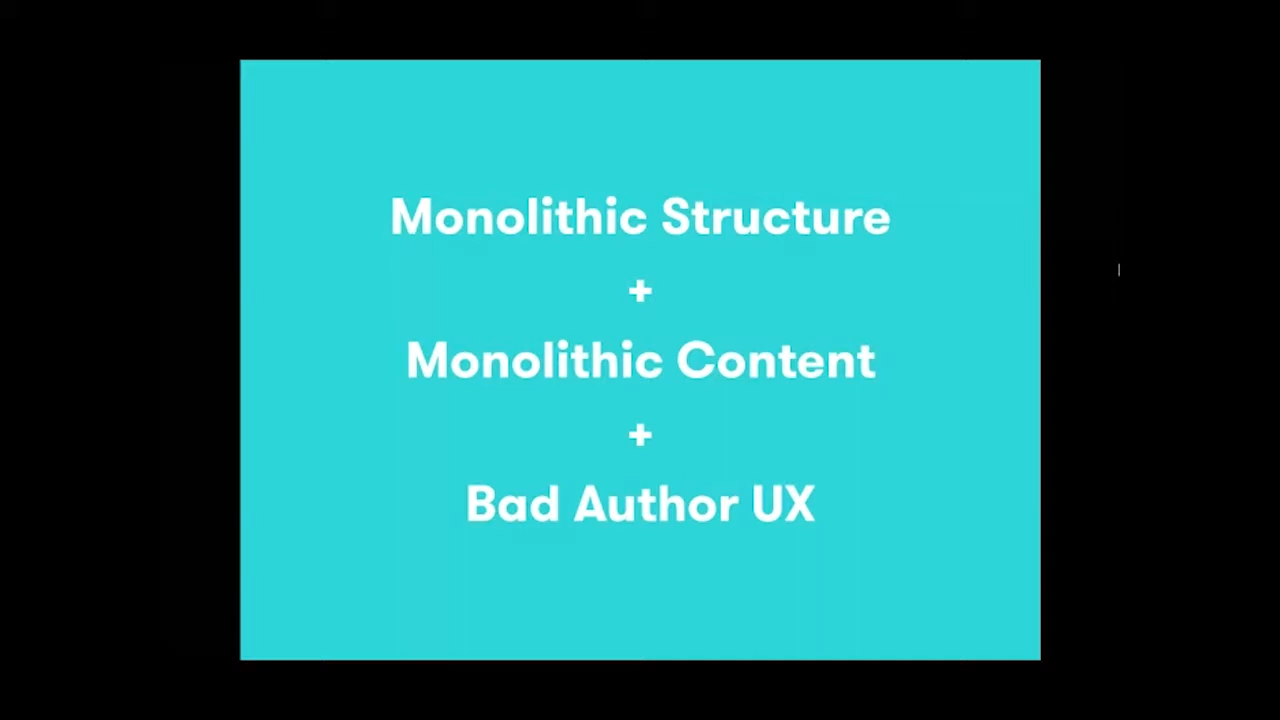 Monolithic Structure
+
Monolithic Content
+
Bad Author UX